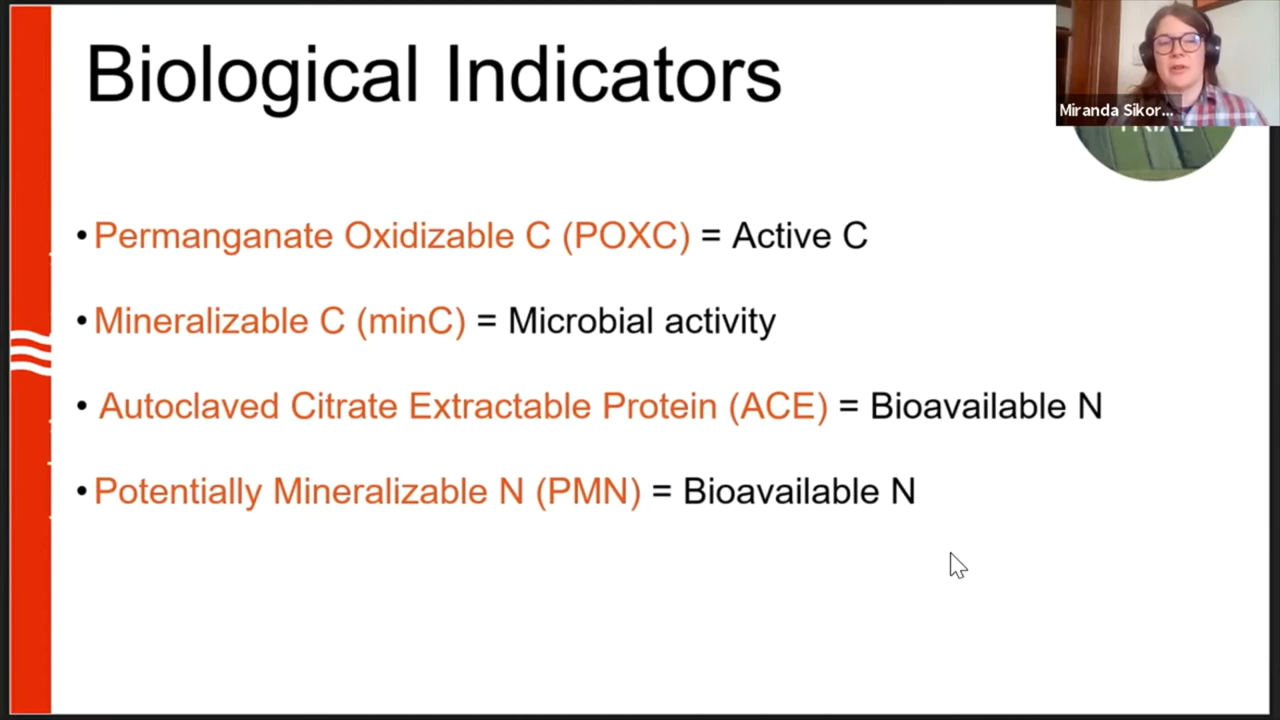 Biological Indicators
Miranda Sikor...
• Permanganate Oxidizable C (POXC) = Active C
• Mineralizable C (minC) = Microbial activity
• Autoclaved Citrate Extractable Protein (ACE) = Bioavailable N
• Potentially Mineralizable N (PMN) = Bioavailable N